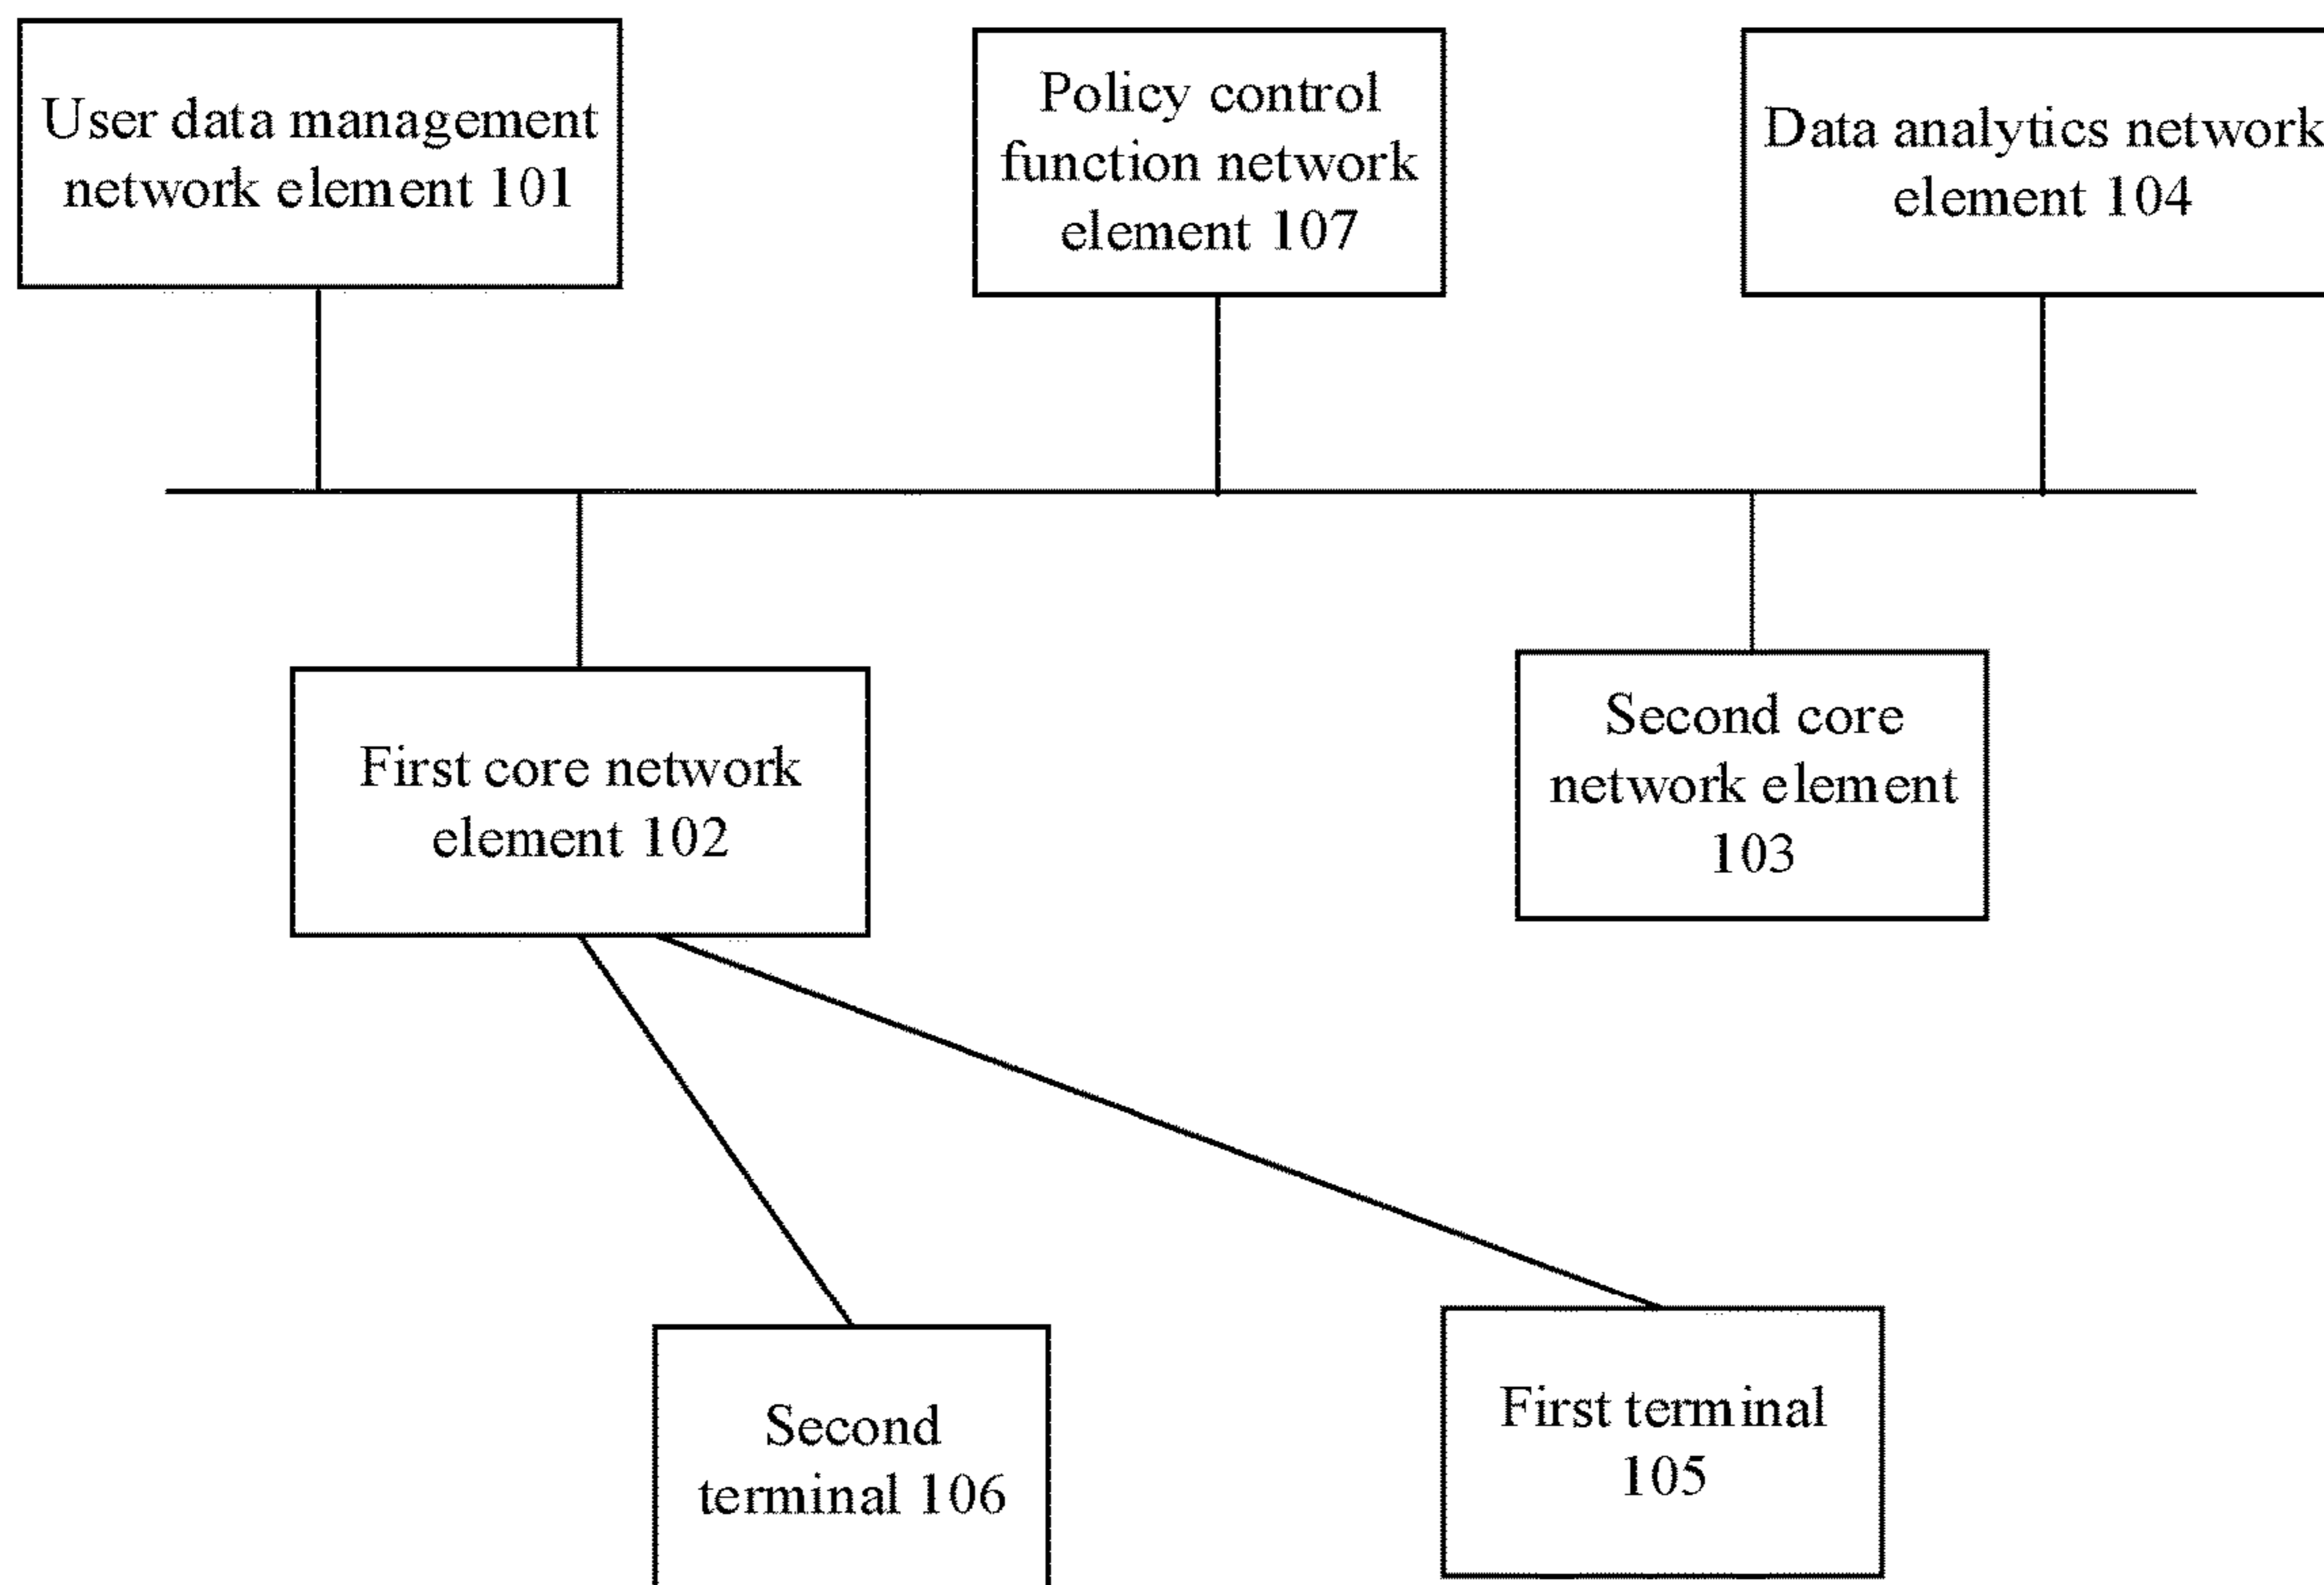 User data management
network element 101
Policy control
function network
element 107
Data analytics network
element 104
First core network
element 102
Second core
network element
103
Second
terminal 106
First terminal
105